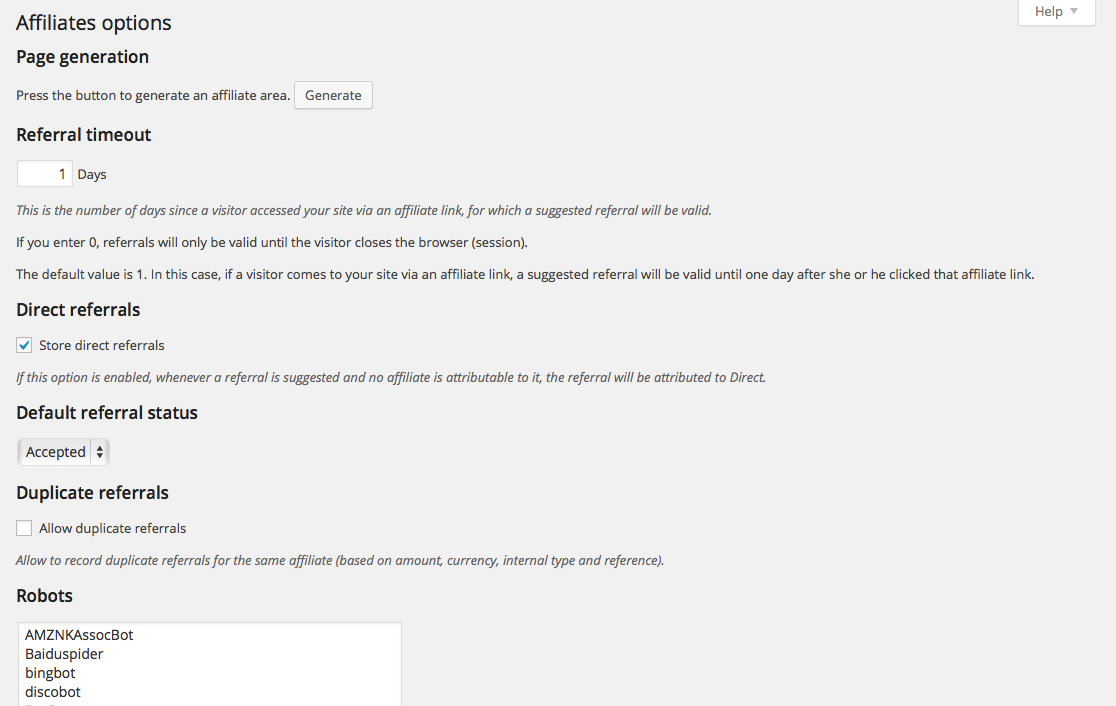 Affiliates options
Help
Page generation
Press the button to generate an affiliate area. Generate
Referral timeout
1 Days
This is the number of days since a visitor accessed your site via an affiliate link, for which a suggested referral will be valid.
If you enter 0, referrals will only be valid until the visitor closes the browser (session).
The default value is 1. In this case, if a visitor comes to your site via an affiliate link, a suggested referral will be valid until one day after she or he clicked that affiliate link.
Direct referrals
Store direct referrals
If this option is enabled, whenever a referral is suggested and no affiliate is attributable to it, the referral will be attributed to Direct.
Default referral status
Accepted
Duplicate referrals
Allow duplicate referrals
Allow to record duplicate referrals for the same affiliate (based on amount, currency, internal type and reference).
Robots
AMZNKAssocBot
Baiduspider
bingbot
discobot